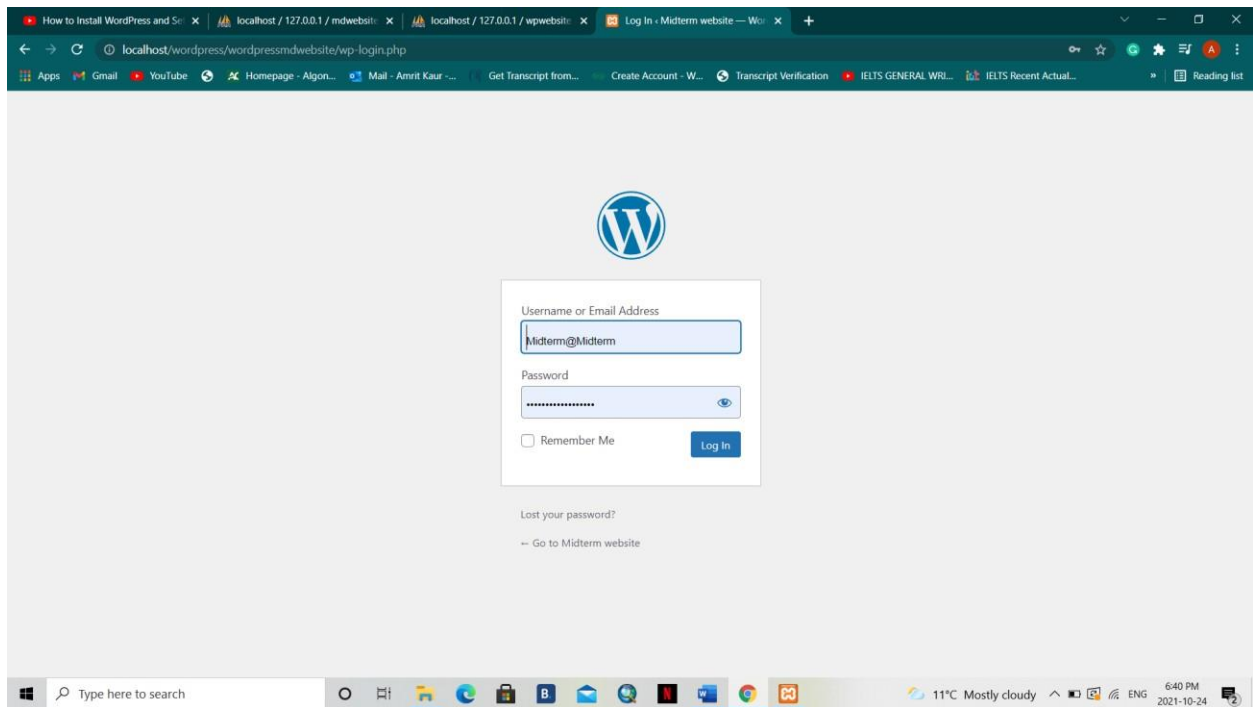 How to Install WordPress and Se
localhost / 127.0.0.1 / mdwebsite
localhost / 127.0.0.1 / wpwebsite
Log In ‹ Midterm website — Wor
localhost/wordpress/wordpressmdwebsite/wp-login.php
A
Apps
Gmail
YouTube
Homepage - Algon...
Mail - Amrit Kaur -...
Get Transcript from...
Create Account - W...
Transcript Verification
IELTS GENERAL WRI...
IELTS Recent Actual...
»
Reading list
Username or Email Address
Midterm@Midterm
Password
••••••••••••••••••
Remember Me
Log In
Lost your password?
← Go to Midterm website
Type here to search
B.
N
11°C Mostly cloudy
ENG
6:40 PM
2021-10-24
2